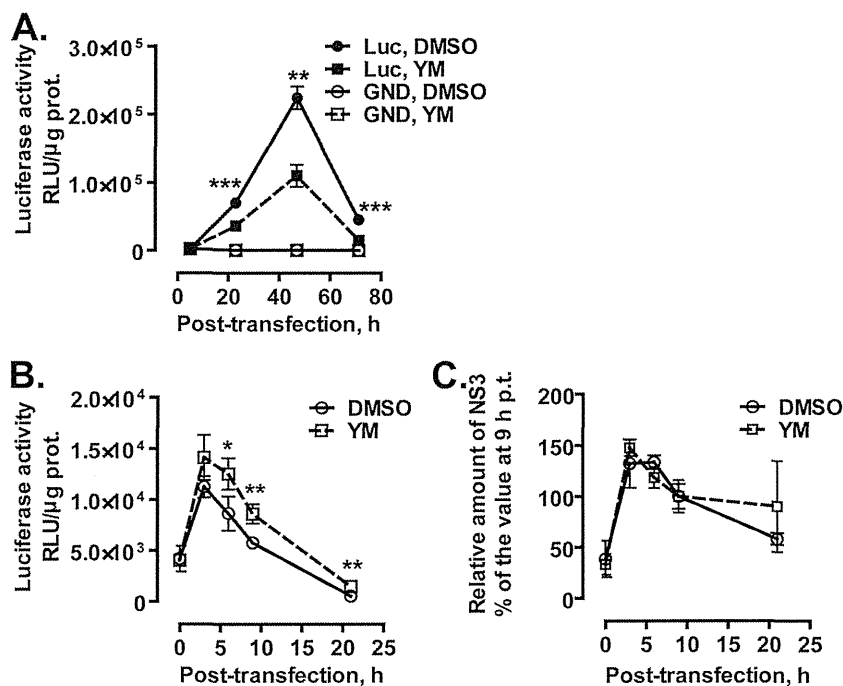 A.
Luciferase activity
RLU/µg prot.
3.0×10⁵
2.0×10⁵
1.0×10⁵
0
Luc, DMSO
Luc, YM
GND, DMSO
GND, YM
***
**
***
0 20 40 60 80
Post-transfection, h
B.
Luciferase activity
RLU/µg prot.
2.0×10⁴
1.5×10⁴
1.0×10⁴
5.0×10³
0
DMSO
YM
*
**
**
0 5 10 15 20 25
Post-transfection, h
C.
Relative amount of NS3
% of the value at 9 h p.t.
200
150
100
50
0
DMSO
YM
0 5 10 15 20 25
Post-transfection, h